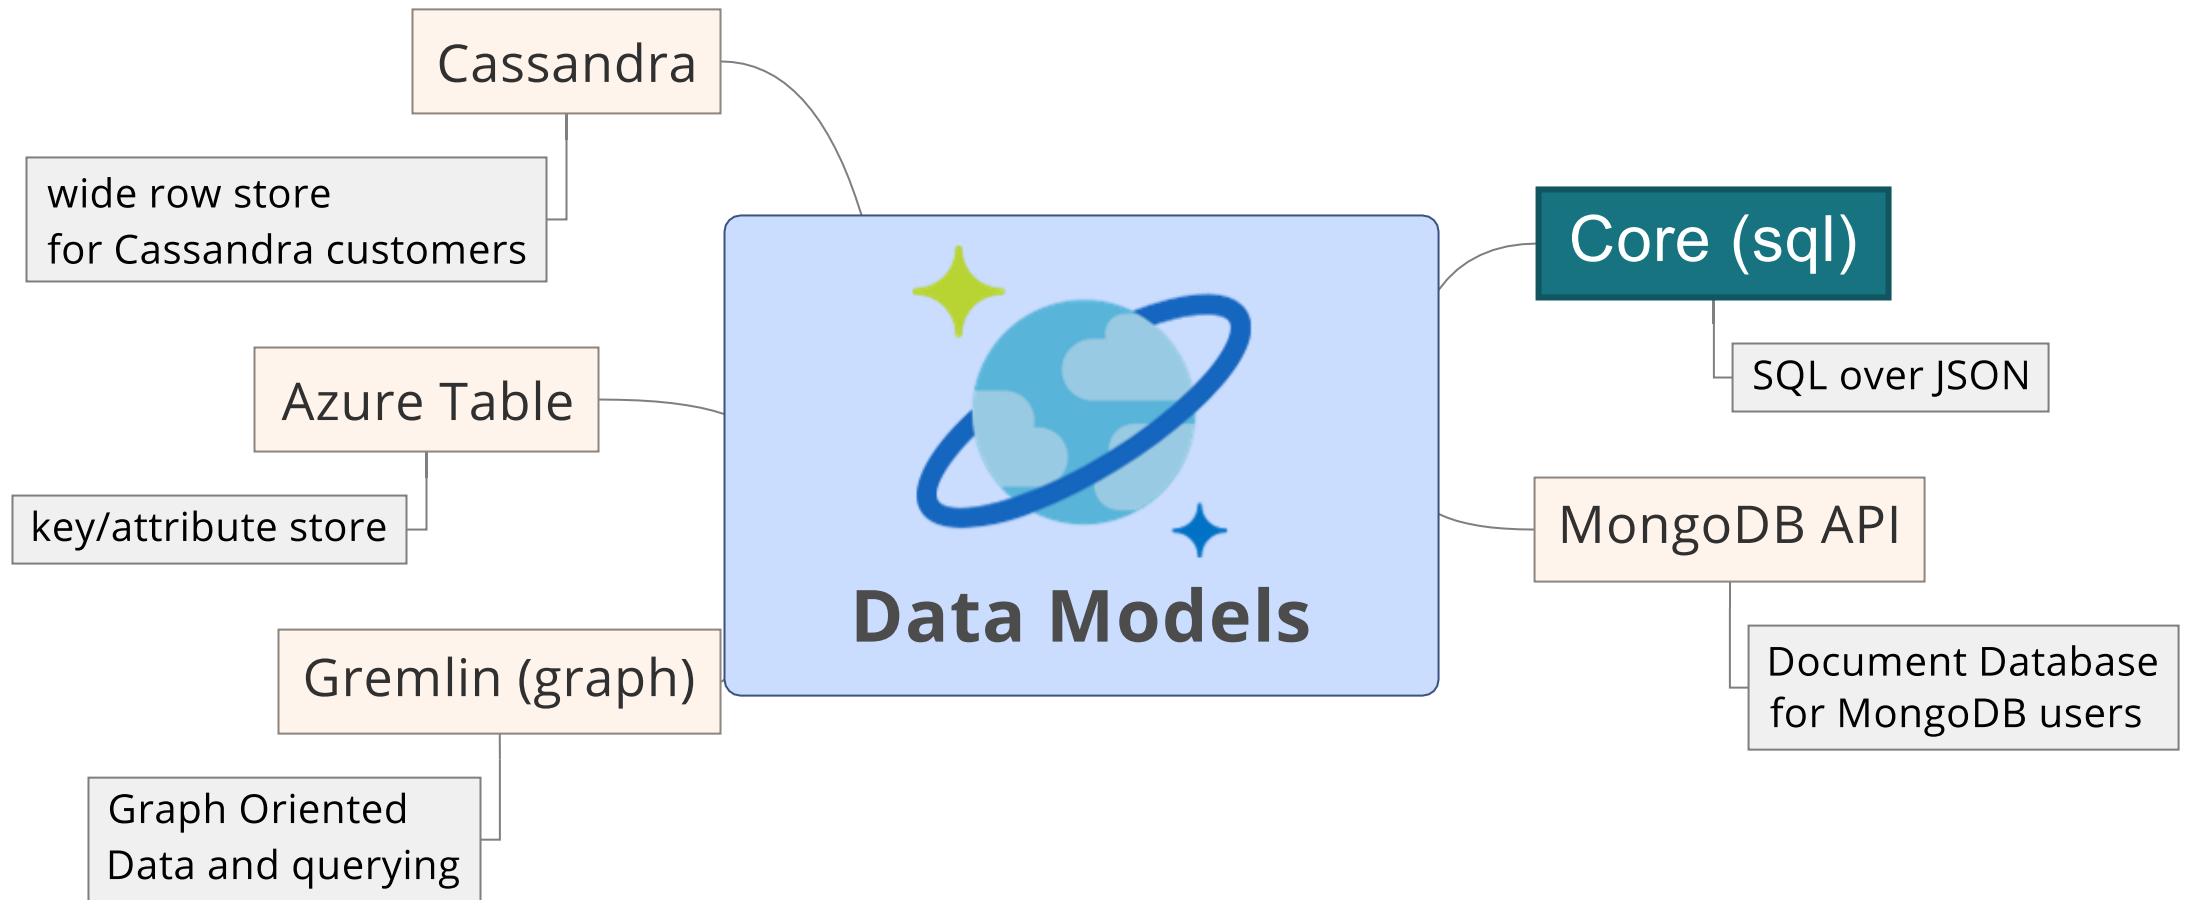 Cassandra
wide row store
for Cassandra customers
Azure Table
key/attribute store
Gremlin (graph)
Graph Oriented
Data and querying
Data Models
Core (sql)
SQL over JSON
MongoDB API
Document Database
for MongoDB users